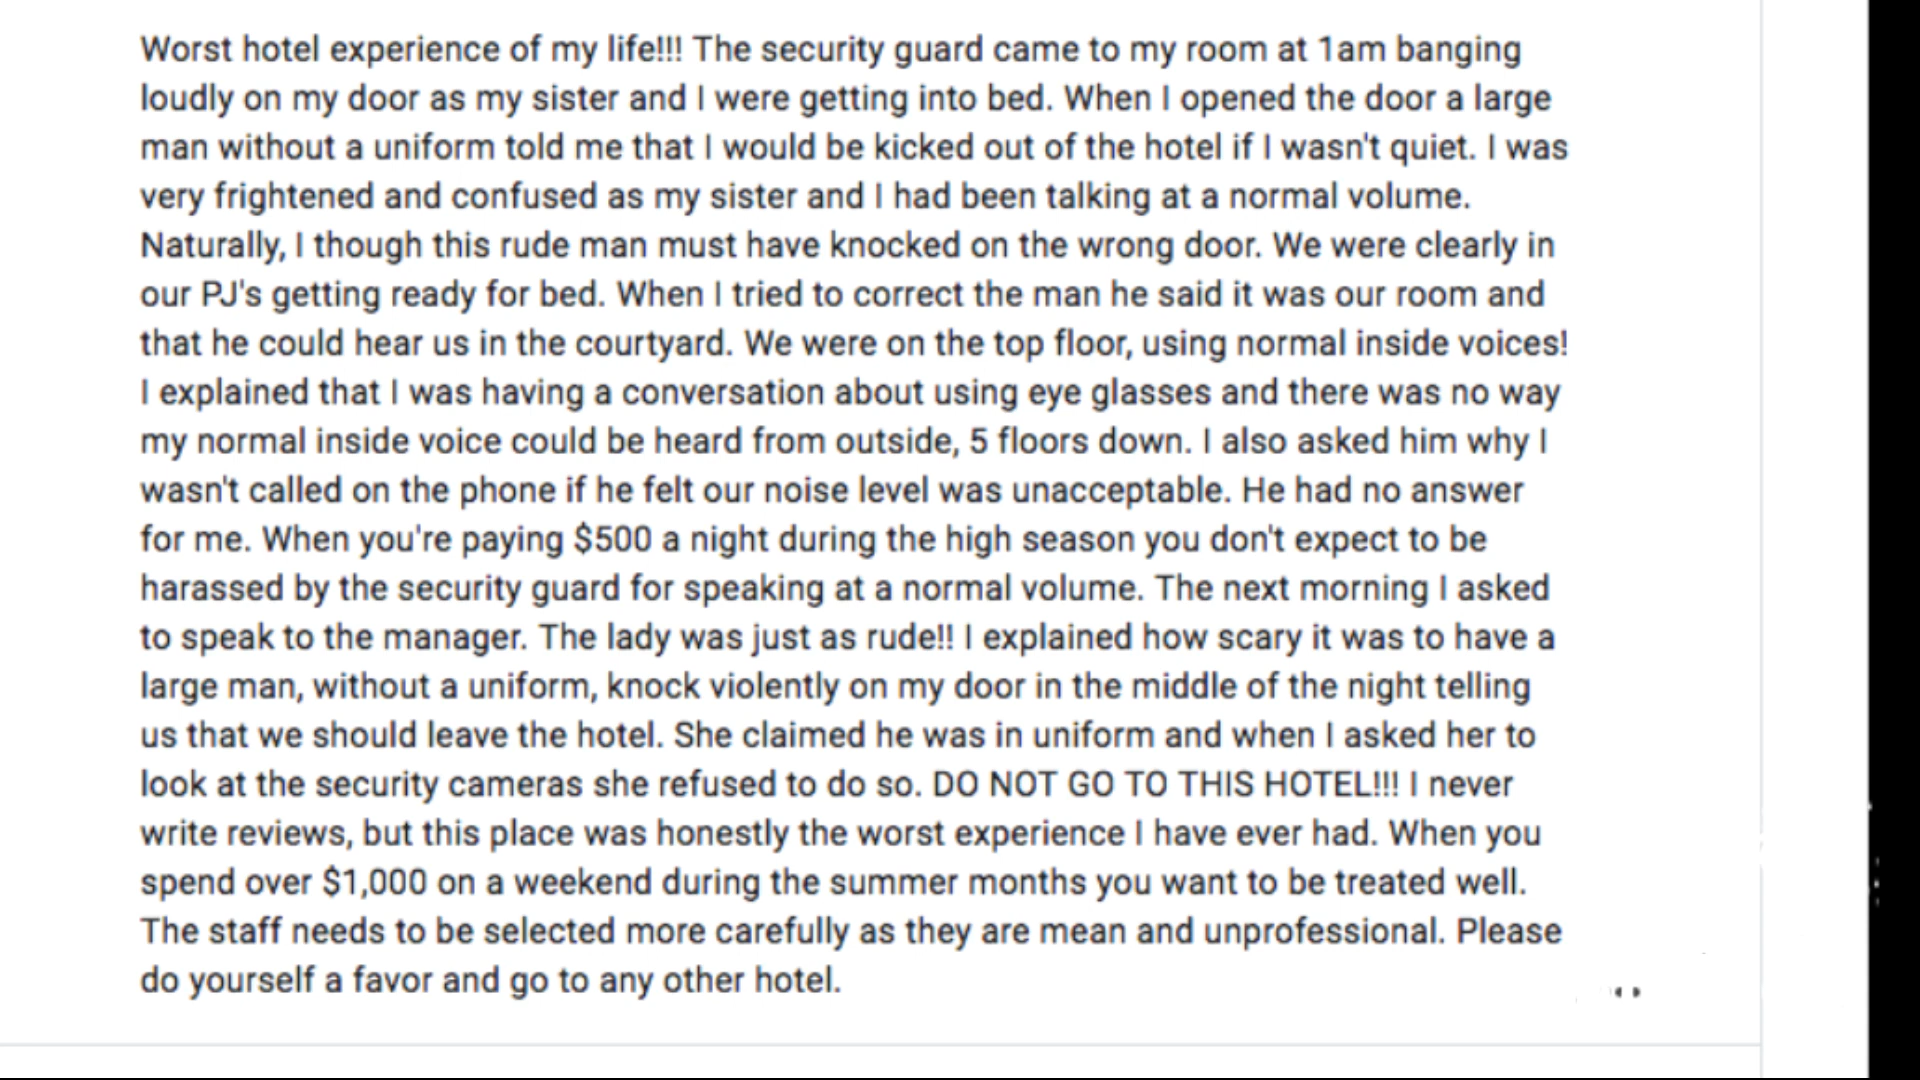 Worst hotel experience of my life!!! The security guard came to my room at 1am banging
loudly on my door as my sister and I were getting into bed. When I opened the door a large
man without a uniform told me that I would be kicked out of the hotel if I wasn't quiet. I was
very frightened and confused as my sister and I had been talking at a normal volume.
Naturally, I though this rude man must have knocked on the wrong door. We were clearly in
our PJ's getting ready for bed. When I tried to correct the man he said it was our room and
that he could hear us in the courtyard. We were on the top floor, using normal inside voices!
I explained that I was having a conversation about using eye glasses and there was no way
my normal inside voice could be heard from outside, 5 floors down. I also asked him why I
wasn't called on the phone if he felt our noise level was unacceptable. He had no answer
for me. When you're paying $500 a night during the high season you don't expect to be
harassed by the security guard for speaking at a normal volume. The next morning I asked
to speak to the manager. The lady was just as rude!! I explained how scary it was to have a
large man, without a uniform, knock violently on my door in the middle of the night telling
us that we should leave the hotel. She claimed he was in uniform and when I asked her to
look at the security cameras she refused to do so. DO NOT GO TO THIS HOTEL!!! I never
write reviews, but this place was honestly the worst experience I have ever had. When you
spend over $1,000 on a weekend during the summer months you want to be treated well.
The staff needs to be selected more carefully as they are mean and unprofessional. Please
do yourself a favor and go to any other hotel.